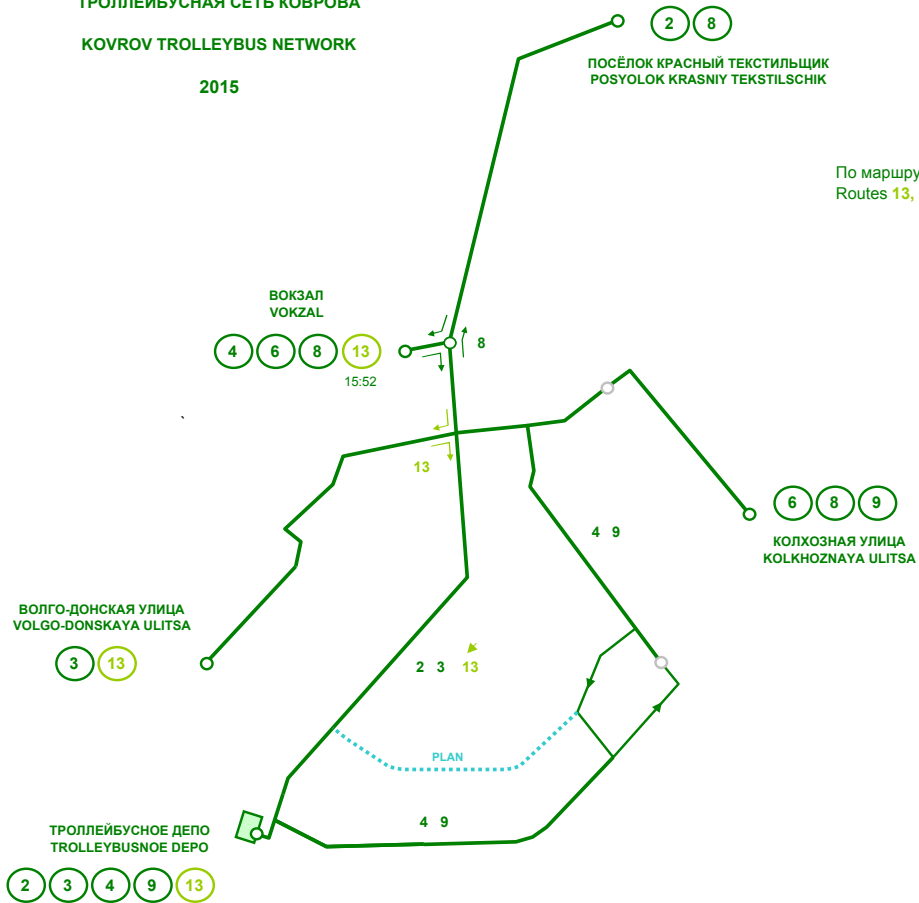 ТРОЛЛЕЙБУСНАЯ СЕТЬ КОВРОВА
KOVROV TROLLEYBUS NETWORK
2015
2 8
ПОСЁЛОК КРАСНЫЙ ТЕКСТИЛЬЩИК
POSYOLOK KRASNIY TEKSTILSCHIK
По маршру
Routes 13,
ВОКЗАЛ
VOKZAL
4 6 8 13
15:52
8
13
6 8 9
КОЛХОЗНАЯ УЛИЦА
KOLKHOZNAYA ULITSA
4 9
ВОЛГО-ДОНСКАЯ УЛИЦА
VOLGO-DONSKAYA ULITSA
3 13
2 3 13
PLAN
4 9
ТРОЛЛЕЙБУСНОЕ ДЕПО
TROLLEYBUSNOE DEPO
2 3 4 9 13